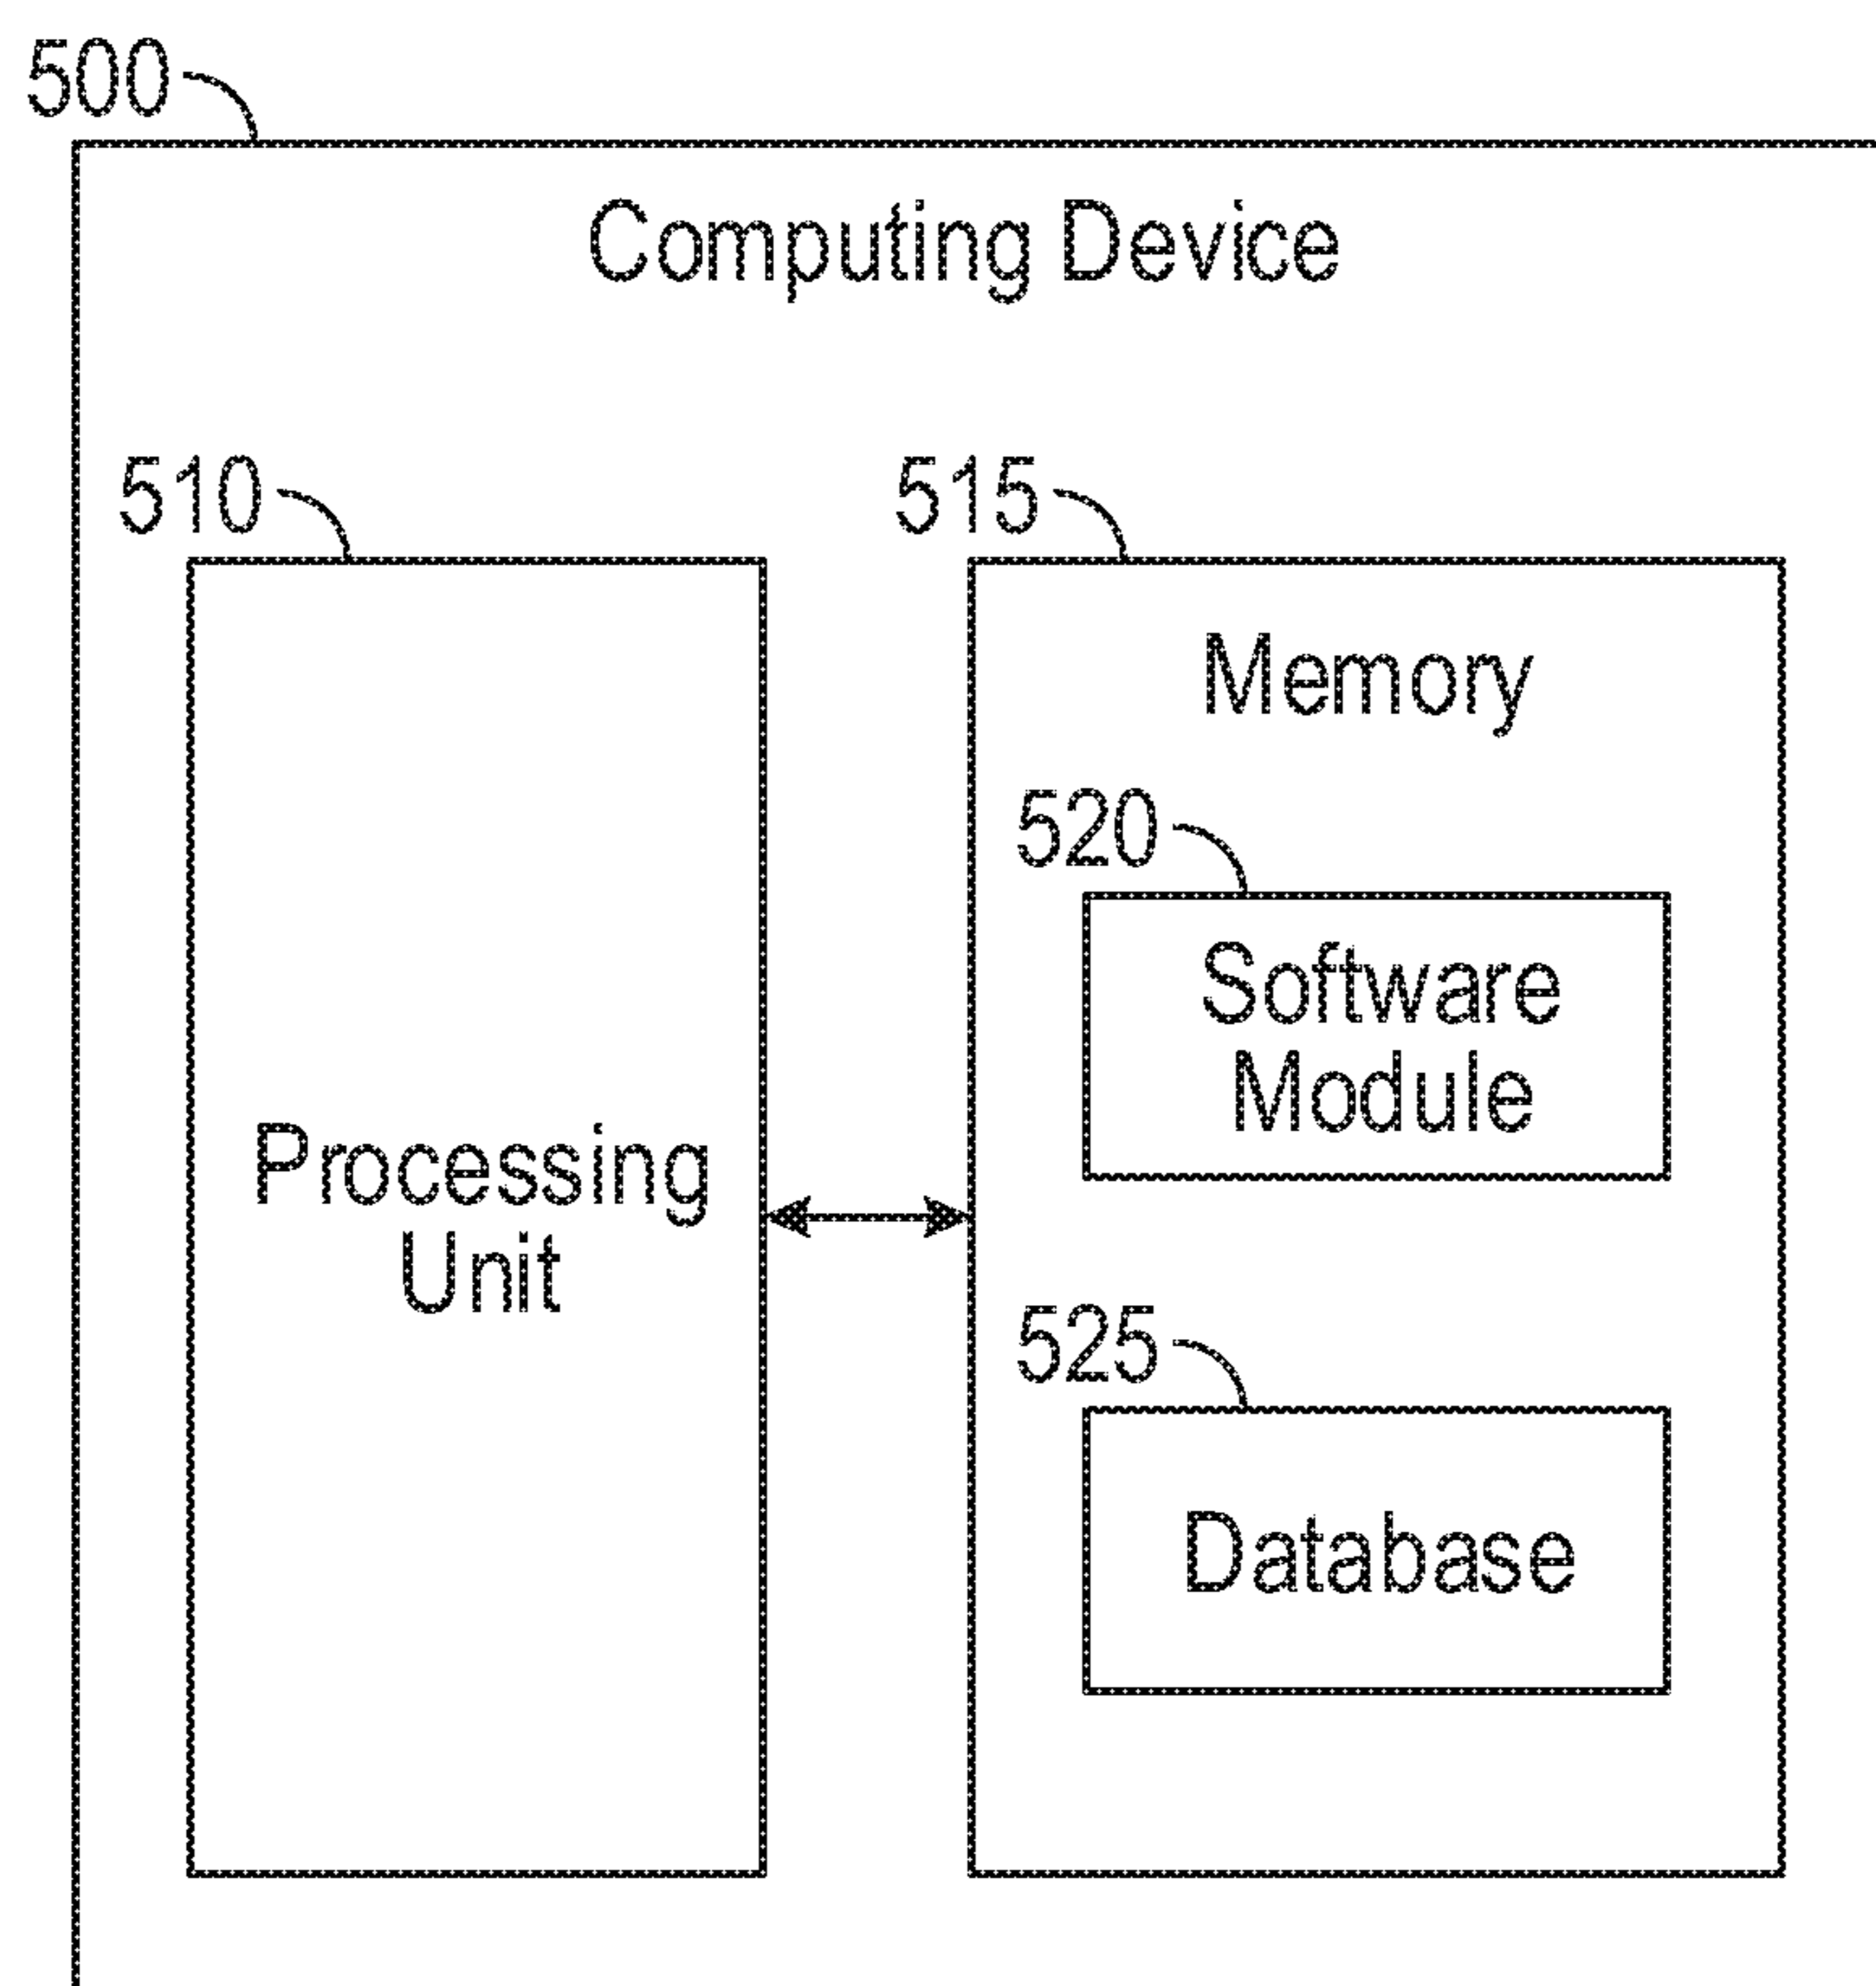 500
Computing Device
510
515
Memory
520
Software
Module
Processing
Unit
525
Database